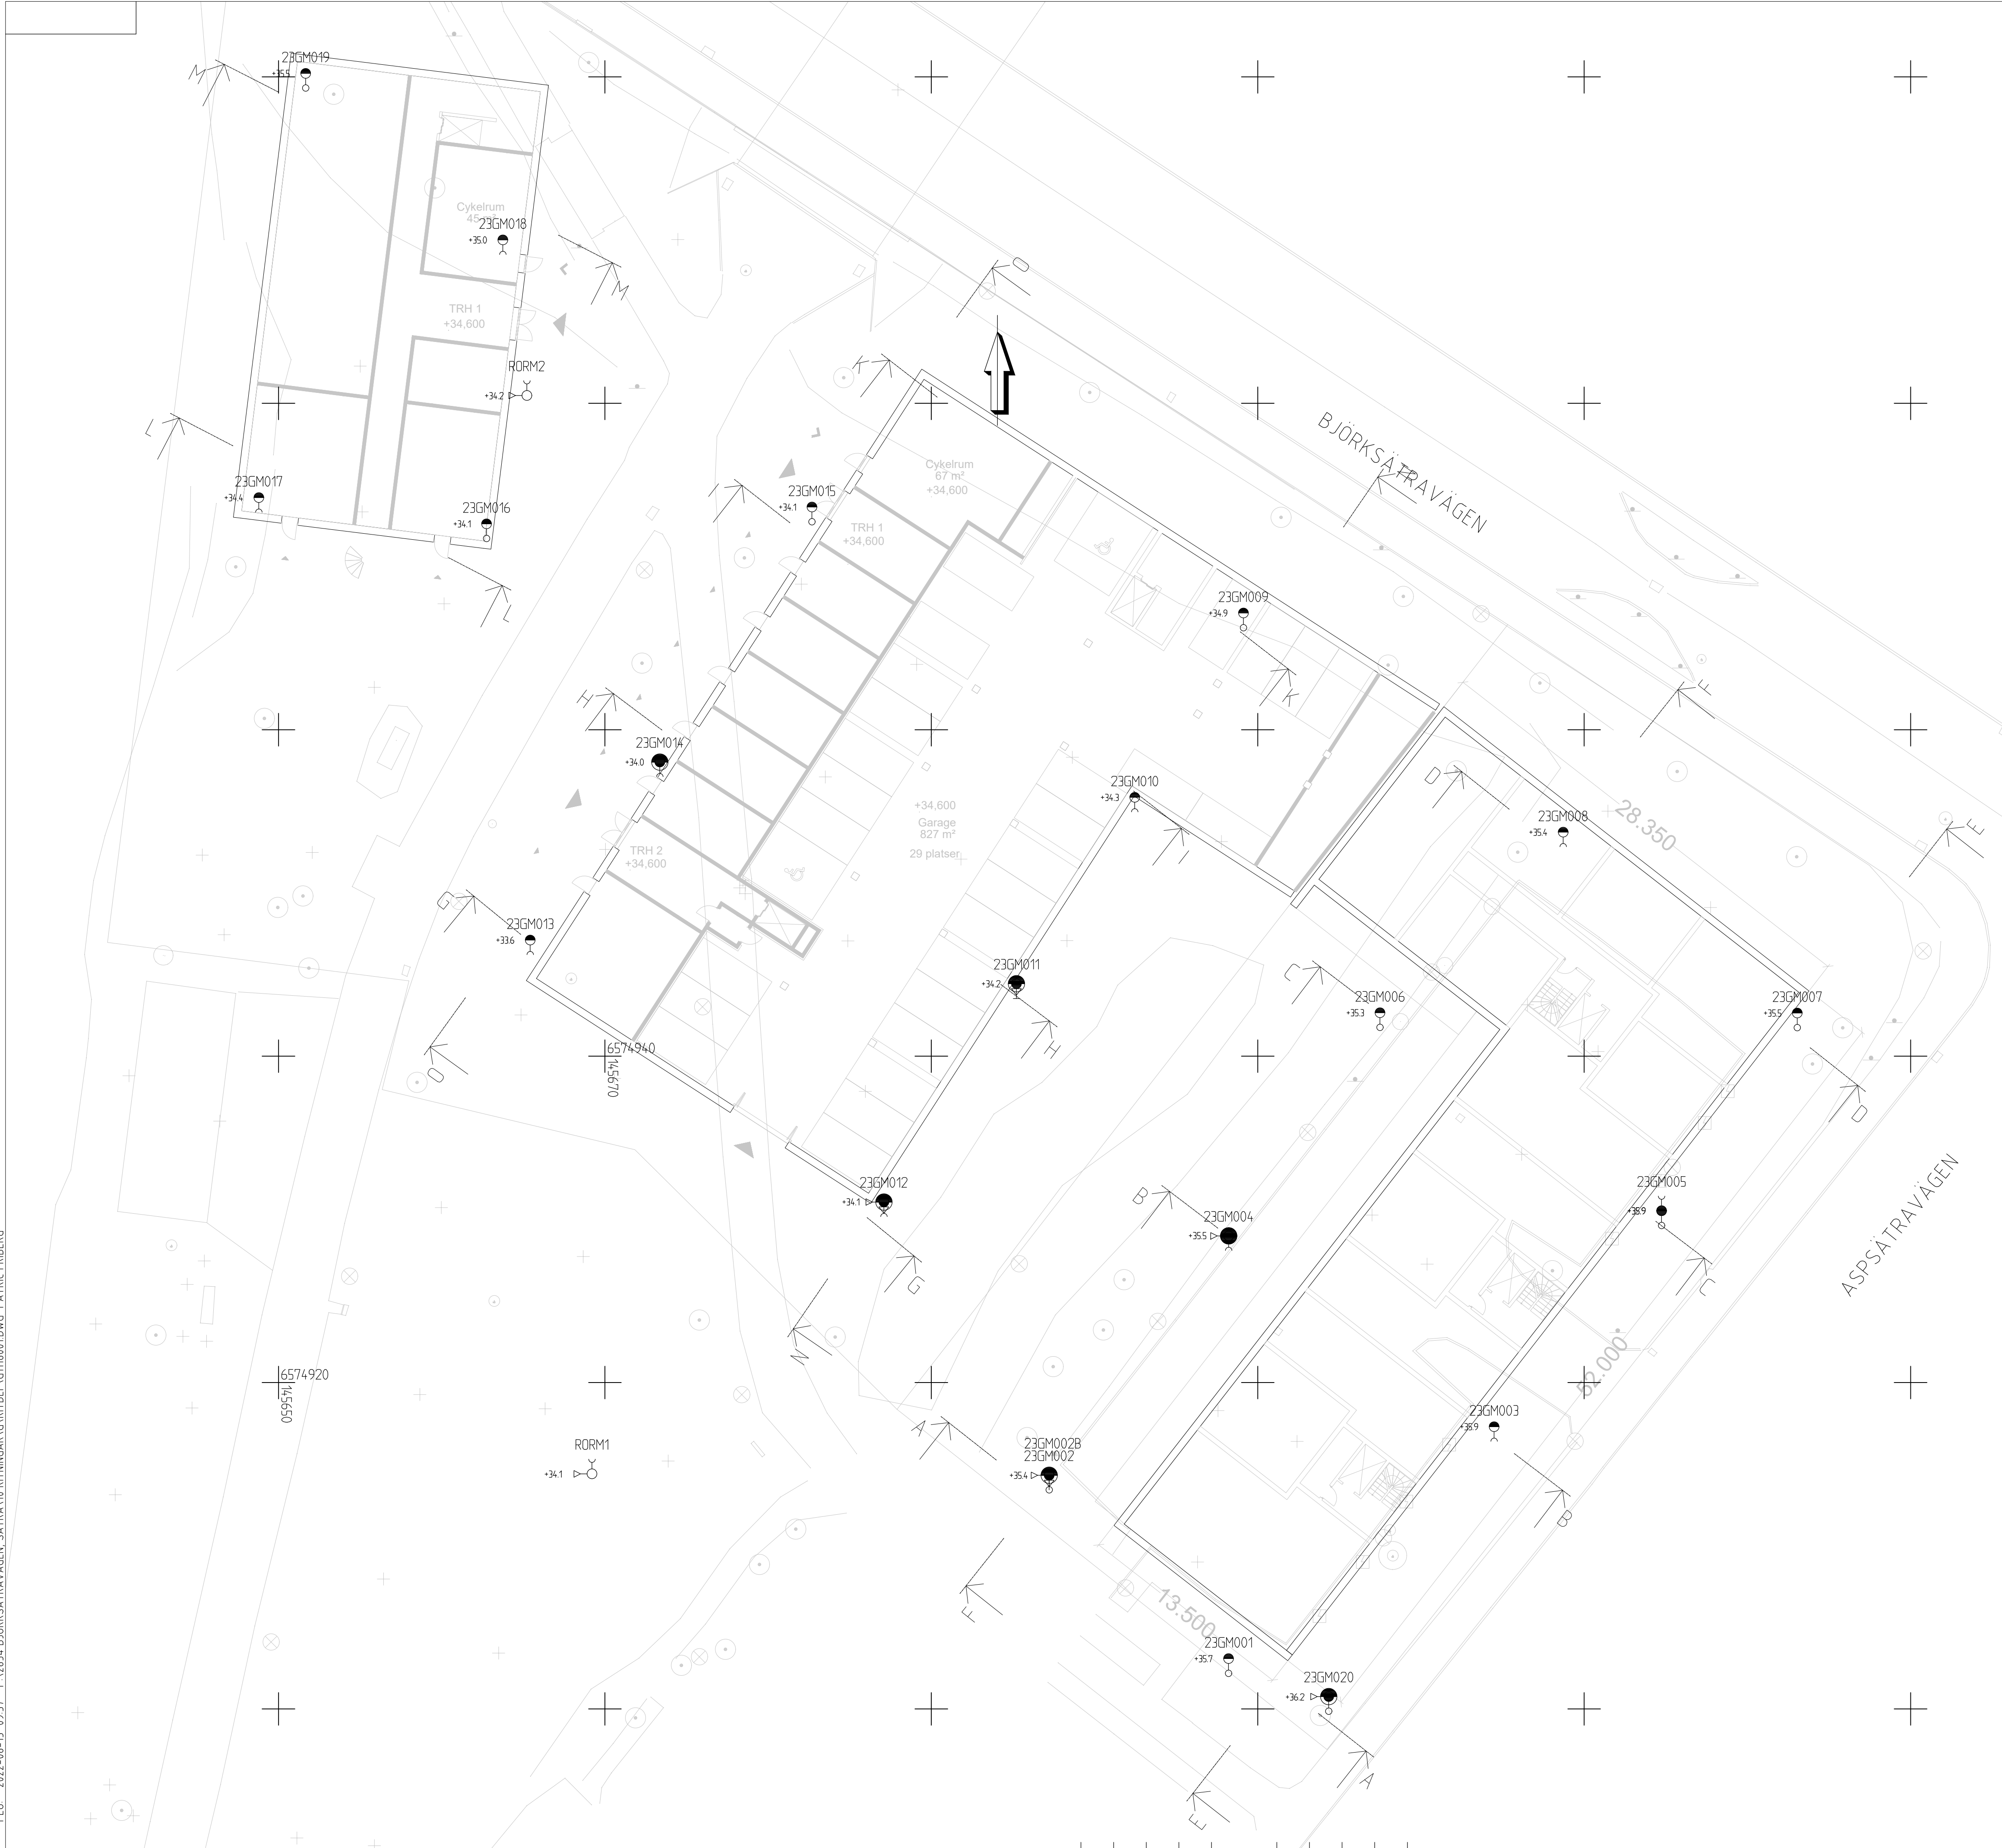 23GM019
+35.5
M
Cykelrum
45 m²
23GM018
+35.0
M
O
TRH 1
+34,600
RÖRM2
+34.2
K
L
BJÖRKSÄTRAVÄGEN
Cykelrum
67 m²
+34,600
23GM017
+34.4
I
23GM015
+34.1
23GM016
+34.1
TRH 1
+34,600
23GM009
+34.9
L
K
F
H
23GM014
+34.0
D
23GM010
+34.3
28.350
+34,600
Garage
827 m²
29 platser
23GM008
+35.4
E
TRH 2
+34,600
I
G
23GM013
+33.6
23GM011
+34.2
C
23GM006
+35.3
23GM007
+35.5
H
6574940
145670
O
D
23GM012
+34.1
B
23GM005
+35.9
23GM004
+35.5
ASPSÄTRAVÄGEN
G
C
N
6574920
145650
52.000
A
23GM003
+35.9
RÖRM1
+34.1
23GM002B
23GM002
+35.4
B
F
13.500
23GM001
+35.7
23GM020
+36.2
A
E